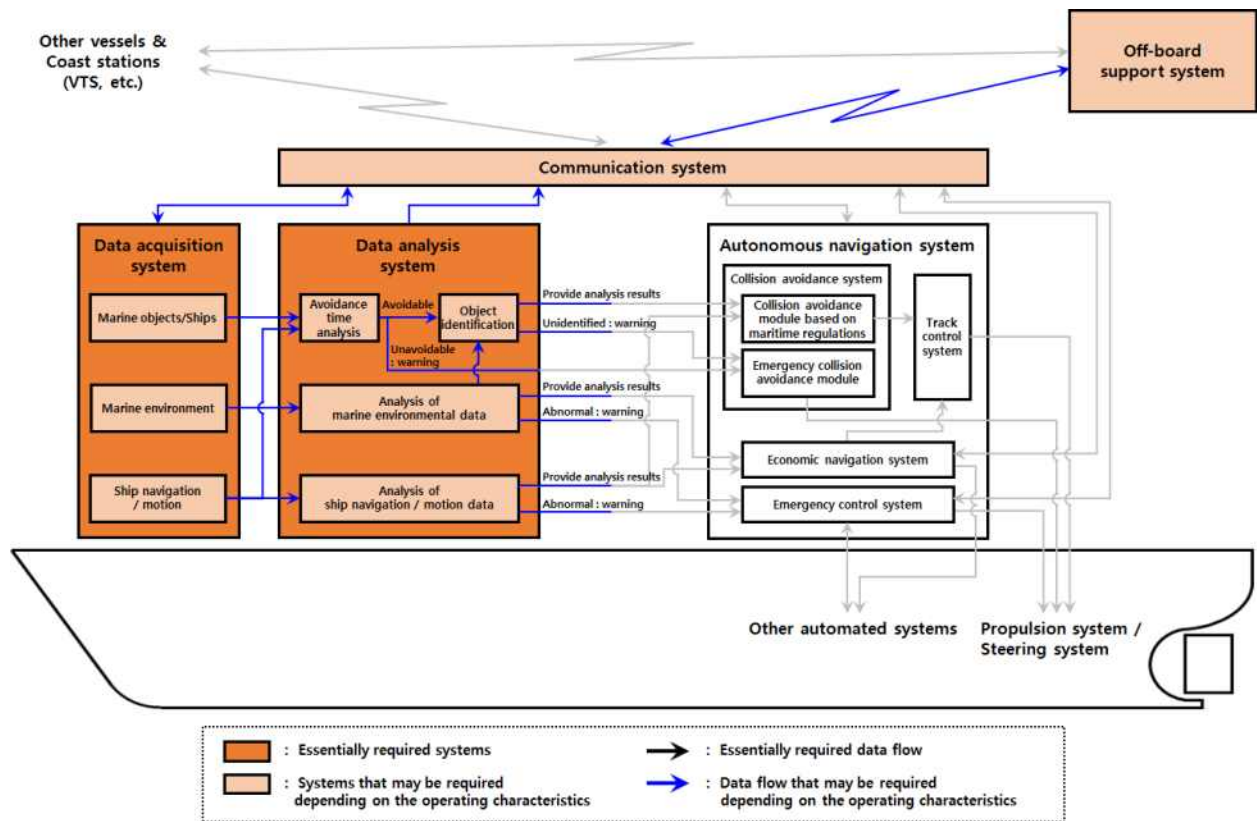 Other vessels &
Coast stations
(VTS, etc.)
Off-board
support system
Communication system
Data acquisition
system
Marine objects/Ships
Marine environment
Ship navigation
/ motion
Data analysis
system
Avoidance
time
analysis
Avoidable
Object
identification
Unavoidable
: warning
Analysis of
marine environmental data
Analysis of
ship navigation / motion data
Provide analysis results
Unidentified : warning
Provide analysis results
Abnormal : warning
Provide analysis results
Abnormal : warning
Autonomous navigation system
Collision avoidance system
Collision avoidance
module based on
maritime regulations
Emergency collision
avoidance module
Track
control
system
Economic navigation system
Emergency control system
Other automated systems
Propulsion system /
Steering system
: Essentially required systems
: Systems that may be required
depending on the operating characteristics
: Essentially required data flow
: Data flow that may be required
depending on the operating characteristics